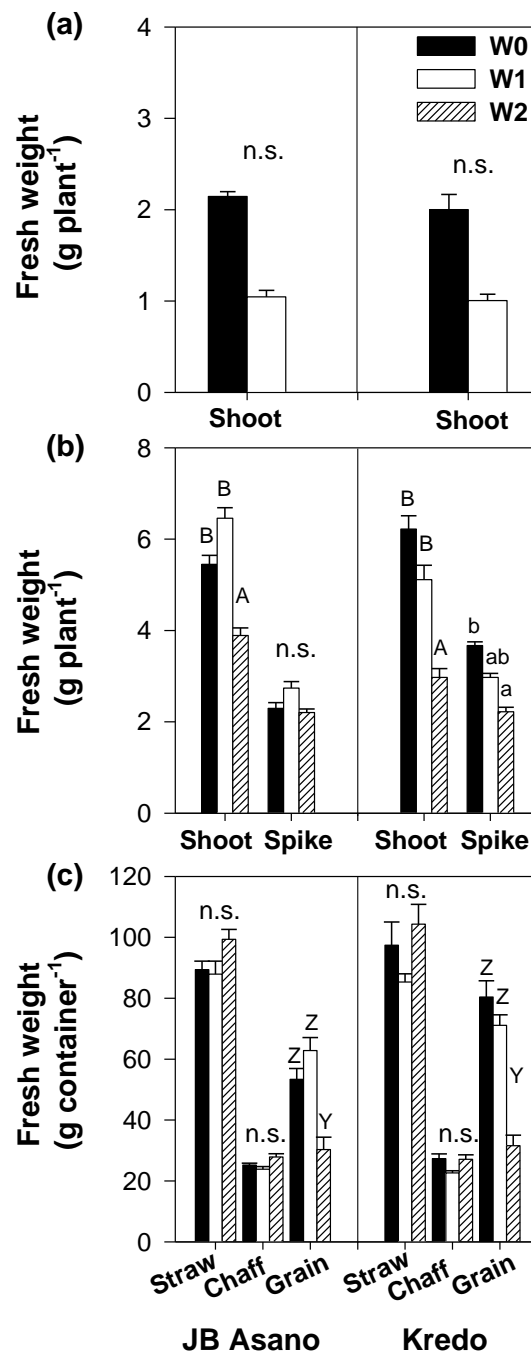 (a)
W0
W1
W2
4
3
2
1
0
Fresh weight
(g plant⁻¹)
n.s. n.s.
Shoot Shoot
(b)
8
6
4
2
0
Fresh weight
(g plant⁻¹)
B B A n.s. B B A b ab a
Shoot Spike Shoot Spike
(c)
120
100
80
60
40
20
0
Fresh weight
(g container⁻¹)
n.s. n.s. Z Z Y n.s. n.s. Z Z Y
Straw Chaff Grain Straw Chaff Grain
JB Asano Kredo